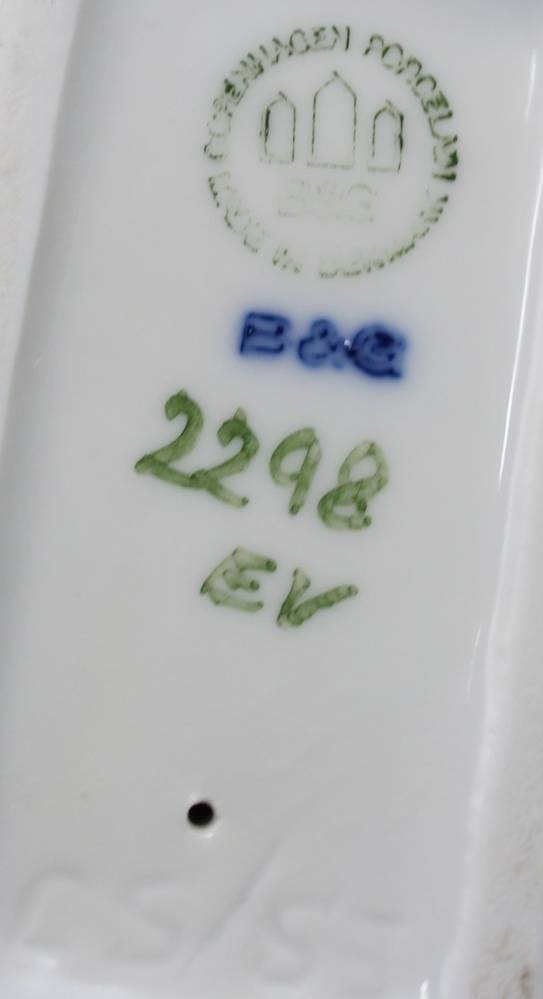 COPENHAGEN PORCELAIN
MADE IN DENMARK
B&G
B&G
2298
EV